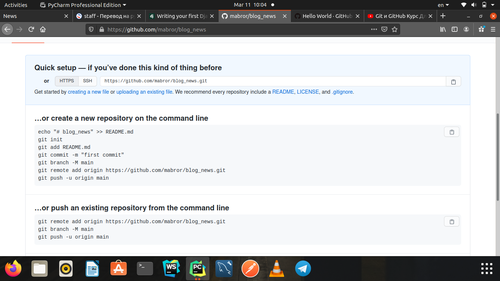 Activities
PyCharm Professional Edition
Mar 11 10:04
en
News
staff - Перевод на р
Writing your first Dj
mabror/blog_news
Hello World · GitHu
Git и GitHub Курс Д
https://github.com/mabror/blog_news
Quick setup — if you've done this kind of thing before
or HTTPS SSH https://github.com/mabror/blog_news.git
Get started by creating a new file or uploading an existing file. We recommend every repository include a README, LICENSE, and .gitignore.
...or create a new repository on the command line
echo "# blog_news" >> README.md
git init
git add README.md
git commit -m "first commit"
git branch -M main
git remote add origin https://github.com/mabror/blog_news.git
git push -u origin main
...or push an existing repository from the command line
git remote add origin https://github.com/mabror/blog_news.git
git branch -M main
git push -u origin main